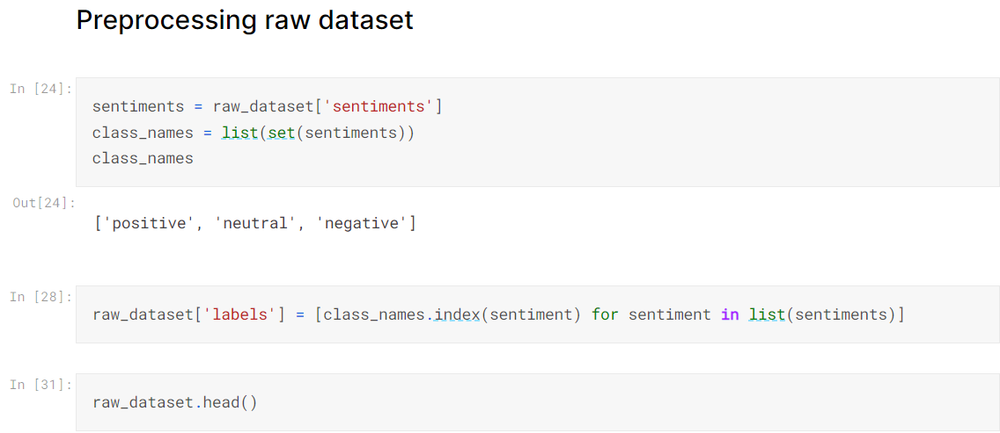 Preprocessing raw dataset
In [24]:
sentiments = raw_dataset['sentiments']
class_names = list(set(sentiments))
class_names
Out[24]:
['positive', 'neutral', 'negative']
In [28]:
raw_dataset['labels'] = [class_names.index(sentiment) for sentiment in list(sentiments)]
In [31]:
raw_dataset.head()